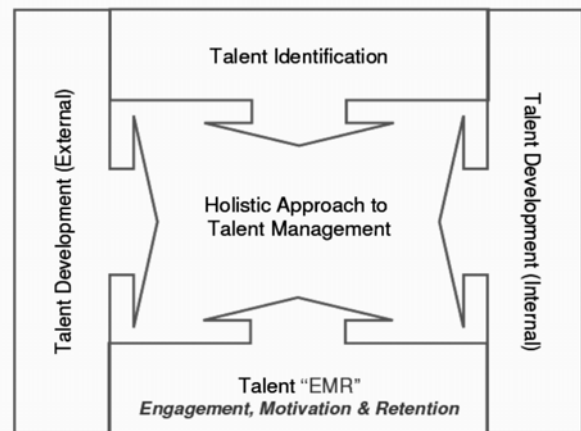 Talent Identification
Talent Development (External)
Holistic Approach to
Talent Management
Talent Development (Internal)
Talent “EMR”
Engagement, Motivation & Retention